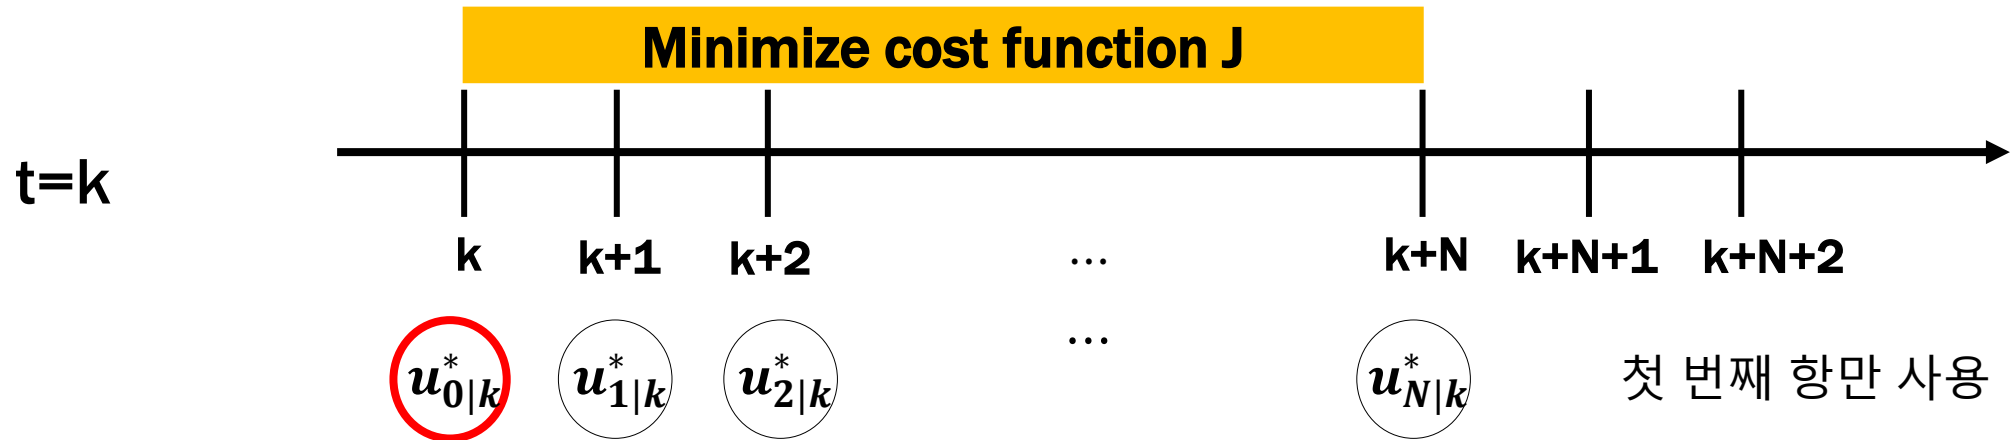 Minimize cost function J
t=k
k k+1 k+2 ... k+N k+N+1 k+N+2
u*0|k u*1|k u*2|k ... u*N|k 첫 번째 항만 사용